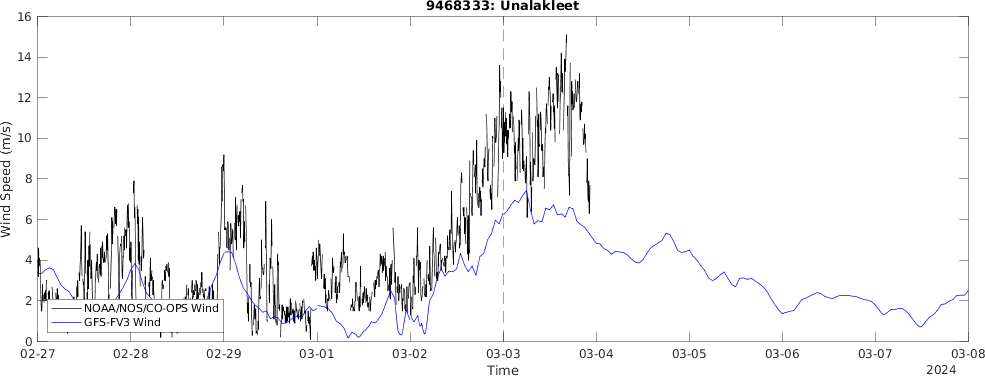 9468333: Unalakleet
16
14
12
10
8
6
4
2
0
Wind Speed (m/s)
NOAA/NOS/CO-OPS Wind
GFS-FV3 Wind
02-27 02-28 02-29 03-01 03-02 03-03 03-04 03-05 03-06 03-07 03-08
Time
2024